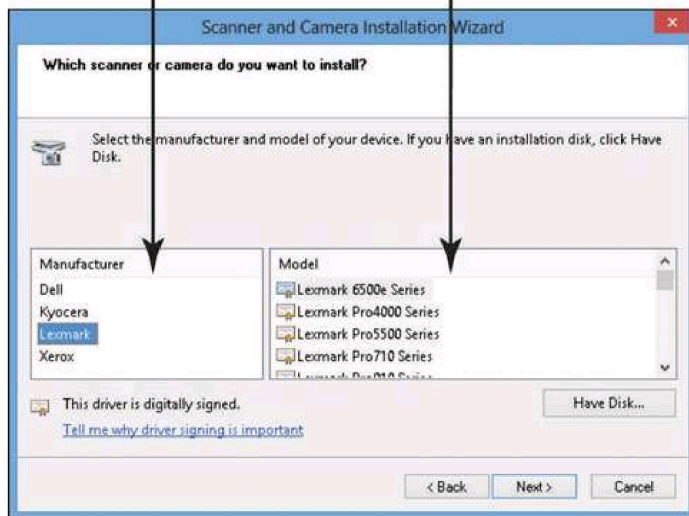 Scanner and Camera Installation Wizard
Which scanner or camera do you want to install?
Select the manufacturer and model of your device. If you have an installation disk, click Have
Disk.
Manufacturer
Dell
Kyocera
Lexmark
Xerox
Model
Lexmark 6500e Series
Lexmark Pro4000 Series
Lexmark Pro5500 Series
Lexmark Pro710 Series
This driver is digitally signed.
Tell me why driver signing is important
Have Disk...
< Back
Next >
Cancel